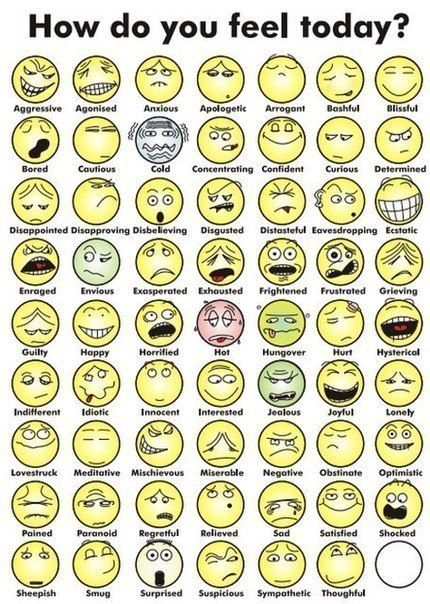 How do you feel today?
Aggressive Agonised Anxious Apologetic Arrogant Bashful Blissful
Bored Cautious Cold Concentrating Confident Curious Determined
Disappointed Disapproving Disbelieving Disgusted Distasteful Eavesdropping Ecstatic
Enraged Envious Exasperated Exhausted Frightened Frustrated Grieving
Guilty Happy Horrified Hot Hungover Hurt Hysterical
Indifferent Idiotic Innocent Interested Jealous Joyful Lonely
Lovestruck Meditative Mischievous Miserable Negative Obstinate Optimistic
Pained Paranoid Regretful Relieved Sad Satisfied Shocked
Sheepish Smug Surprised Suspicious Sympathetic Thoughtful